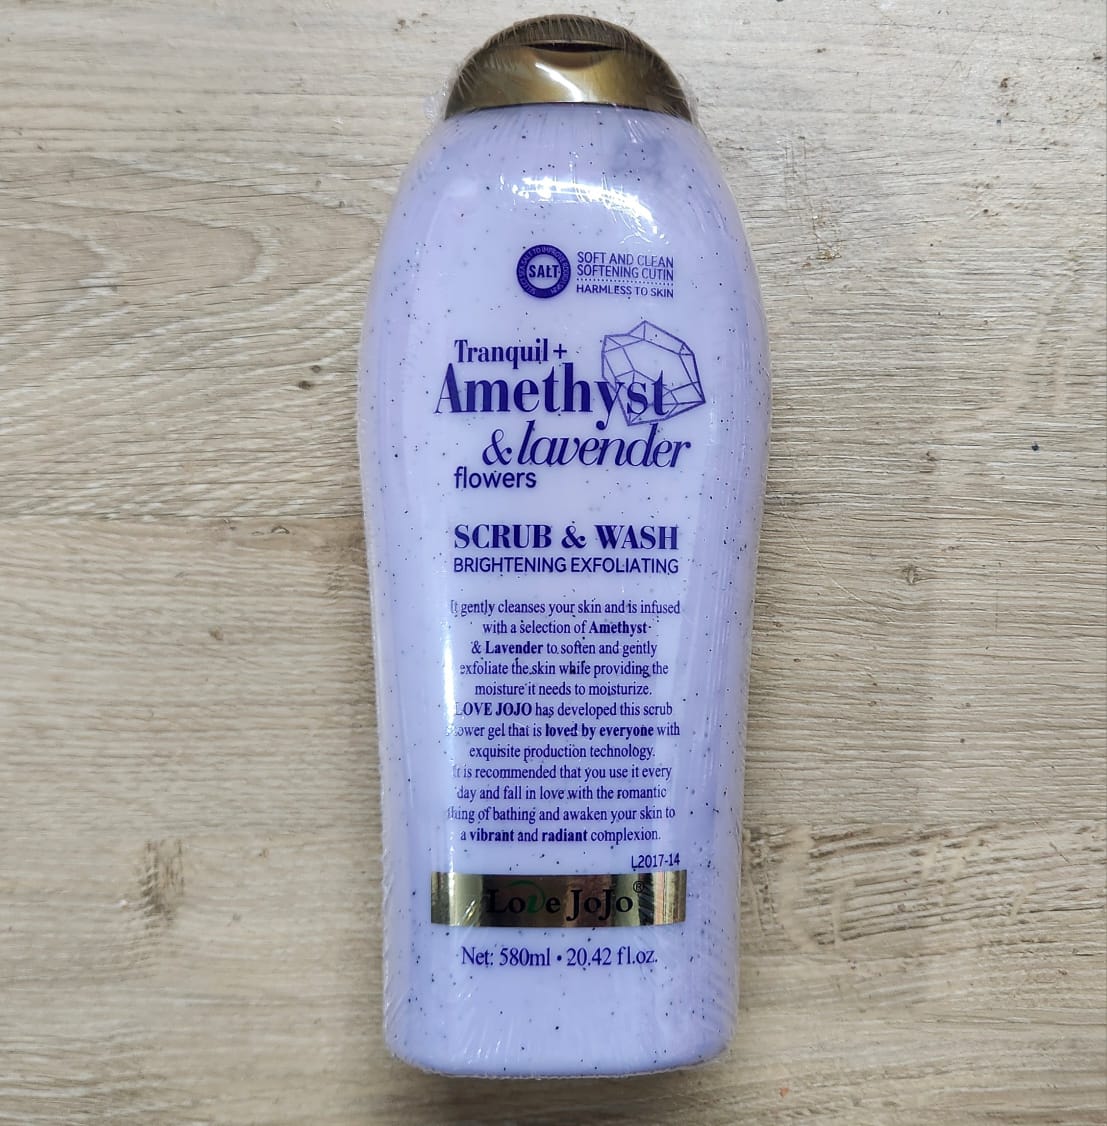 SALT
SOFT AND CLEAN
SOFTENING CUTIN
HARMLESS TO SKIN
Tranquil+
Amethyst
& lavender
flowers
SCRUB & WASH
BRIGHTENING EXFOLIATING
It gently cleanses your skin and is infused
with a selection of Amethyst
& Lavender to soften and gently
exfoliate the skin while providing the
moisture it needs to moisturize.
LOVE JOJO has developed this scrub
shower gel that is loved by everyone with
exquisite production technology.
It is recommended that you use it every
day and fall in love with the romantic
thing of bathing and awaken your skin to
a vibrant and radiant complexion.
L2017-14
Love JoJo®
Net: 580ml • 20.42 fl.oz.